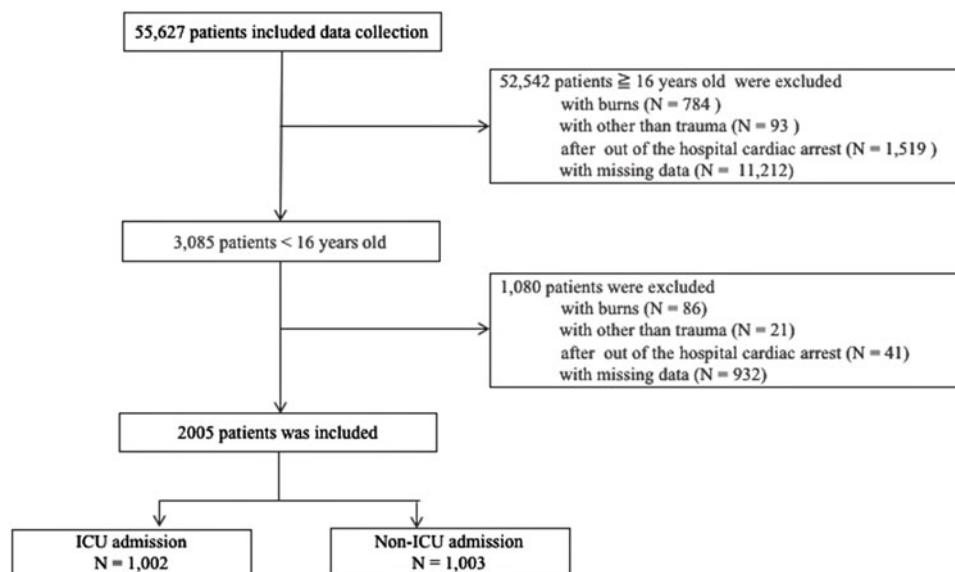 55,627 patients included data collection
52,542 patients ≧ 16 years old were excluded
with burns (N = 784 )
with other than trauma (N = 93 )
after out of the hospital cardiac arrest (N = 1,519 )
with missing data (N = 11,212)
3,085 patients < 16 years old
1,080 patients were excluded
with burns (N = 86)
with other than trauma (N = 21)
after out of the hospital cardiac arrest (N = 41)
with missing data (N = 932)
2005 patients was included
ICU admission
N = 1,002
Non-ICU admission
N = 1,003